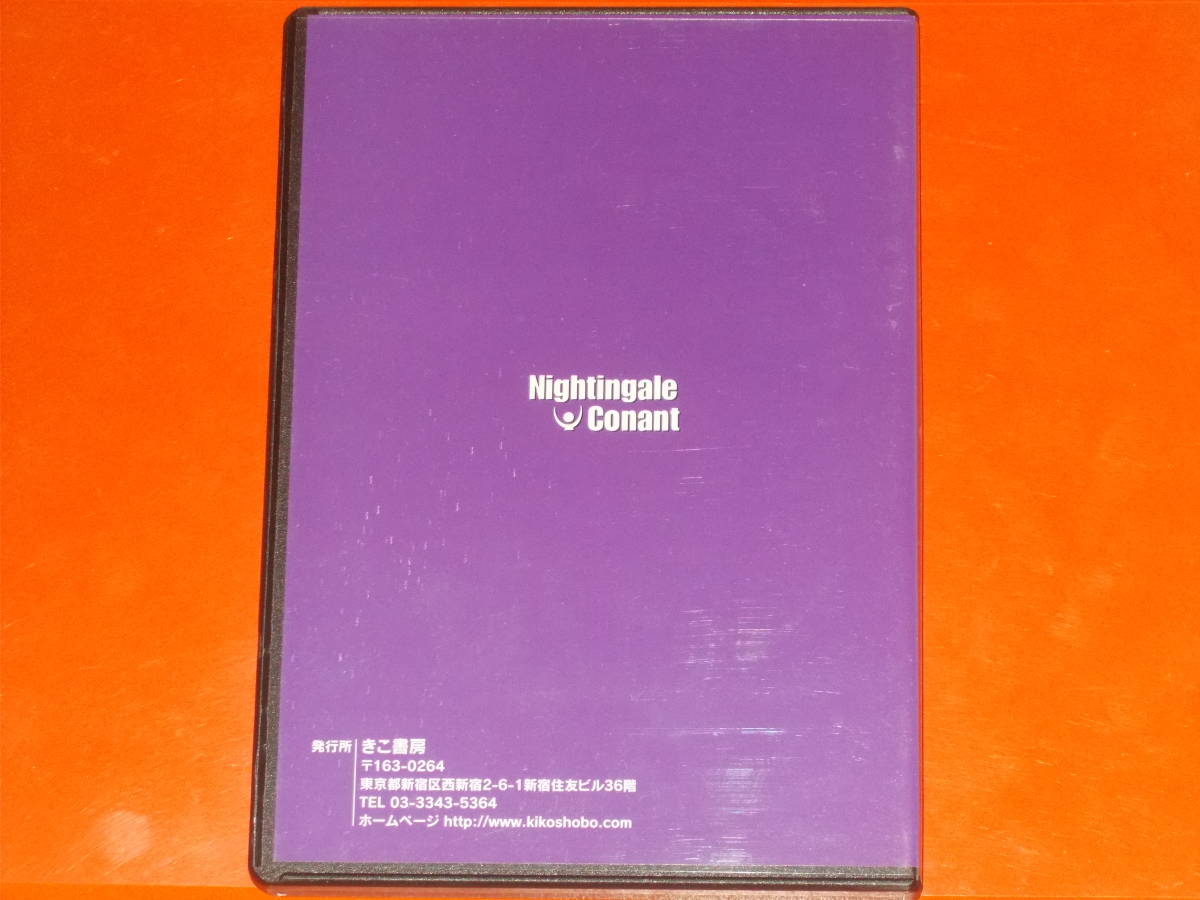 Nightingale
Conant
発行所 きこ書房
〒163-0264
東京都新宿区西新宿2-6-1新宿住友ビル36階
TEL 03-3343-5364
ホームページ http://www.kikoshobo.com